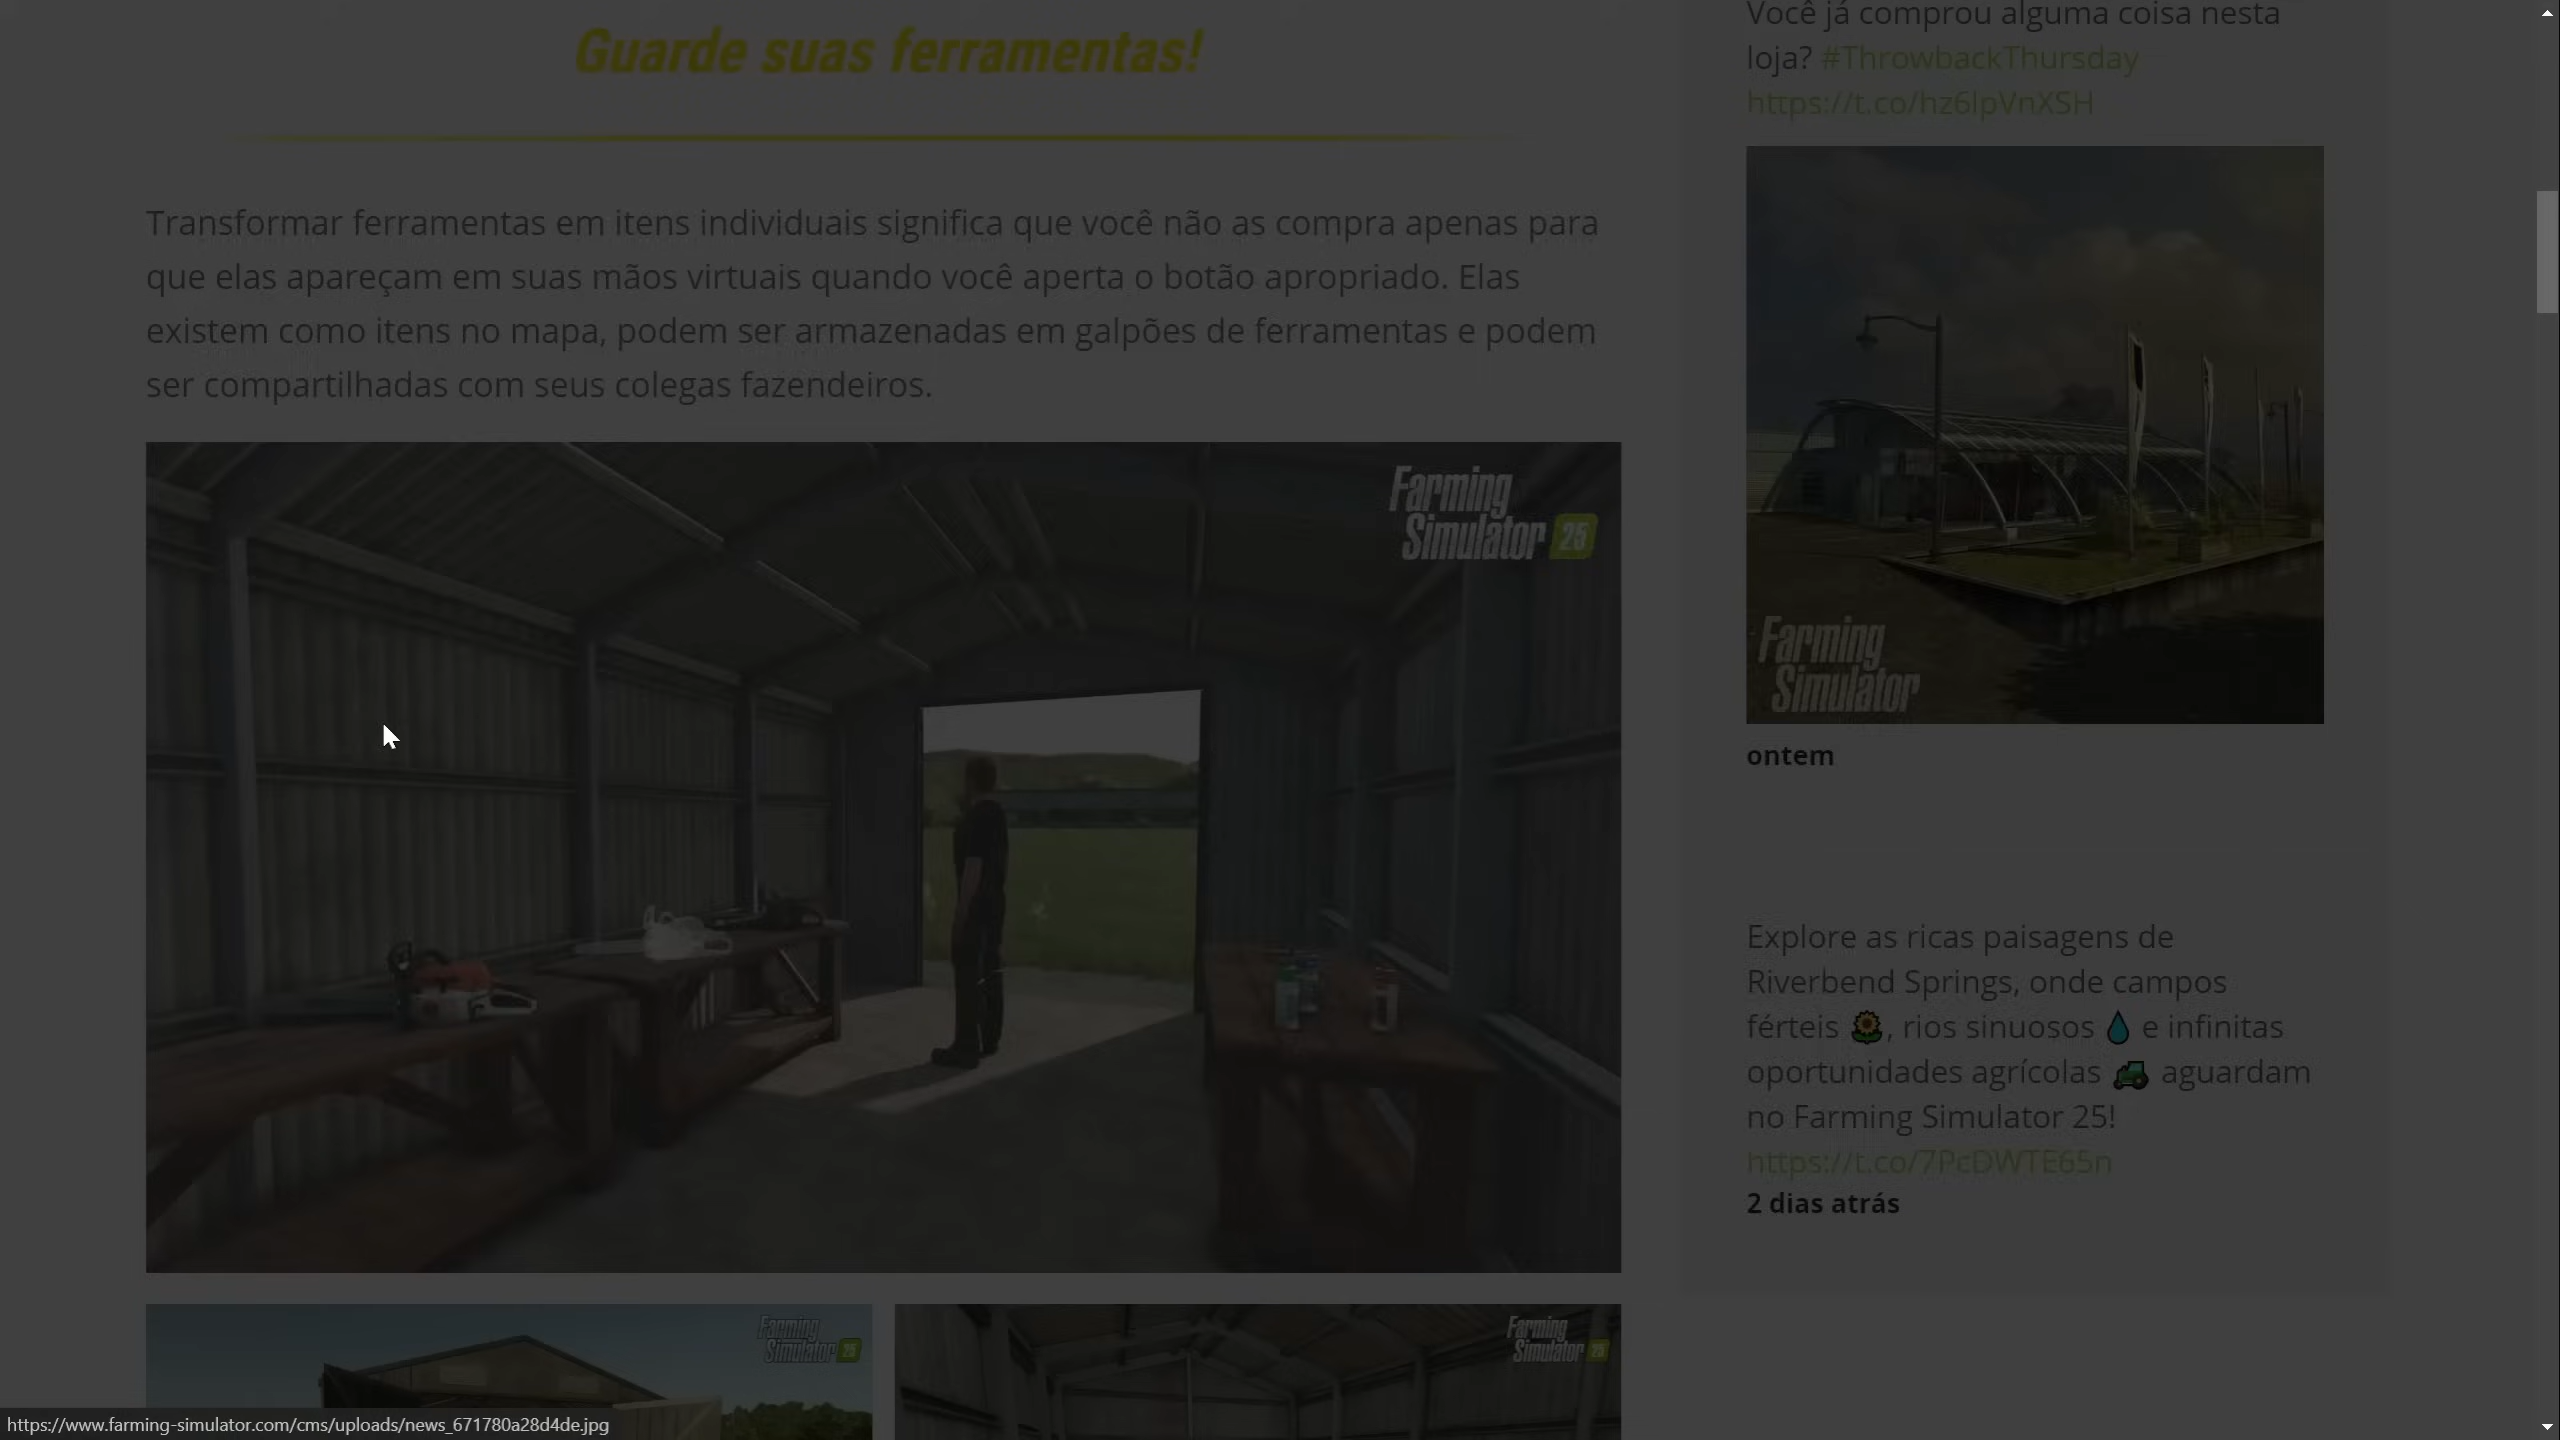 Guarde suas ferramentas!
Transformar ferramentas em itens individuais significa que você não as compra apenas para
que elas apareçam em suas mãos virtuais quando você aperta o botão apropriado. Elas
existem como itens no mapa, podem ser armazenadas em galpões de ferramentas e podem
ser compartilhadas com seus colegas fazendeiros.
Farming
Simulator 25
Farming
Simulator 25
Farming
Simulator 25
Você já comprou alguma coisa nesta
loja? #ThrowbackThursday
https://t.co/hz6lpVnXSH
Farming
Simulator
ontem
Explore as ricas paisagens de
Riverbend Springs, onde campos
férteis 🌻, rios sinuosos 💧 e infinitas
oportunidades agrícolas 🚜 aguardam
no Farming Simulator 25!
https://t.co/7PcDWTE65n
2 dias atrás
https://www.farming-simulator.com/cms/uploads/news_671780a28d4de.jpg